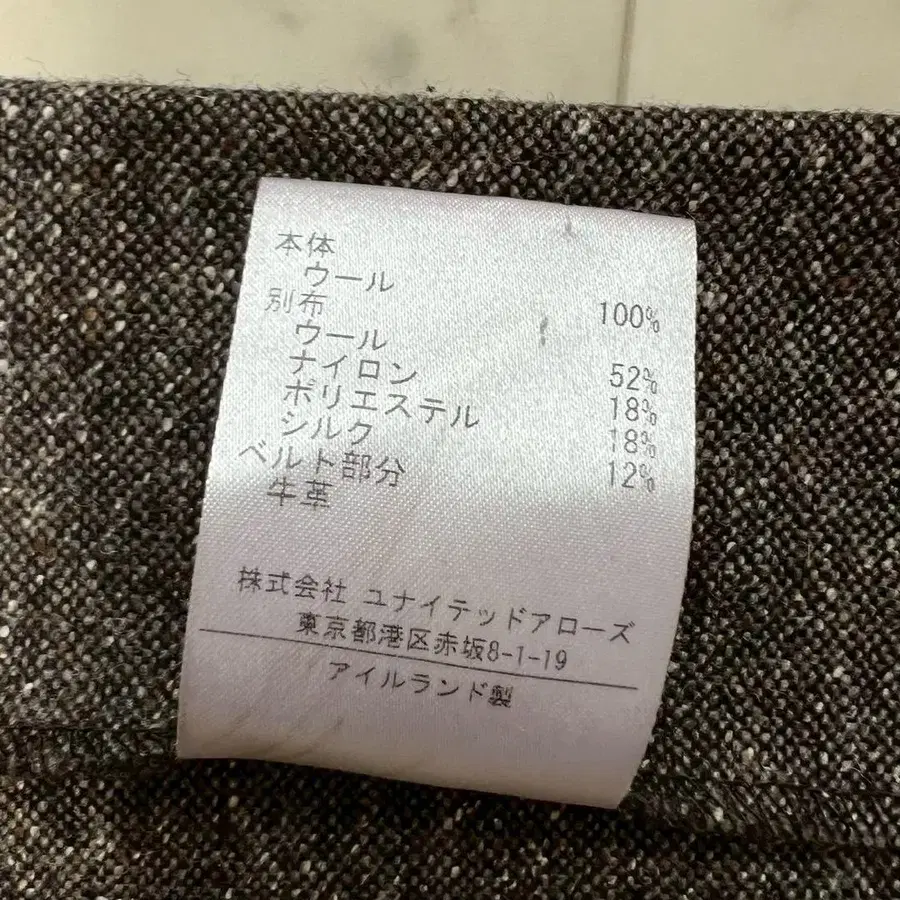 本体
ウール 100%
別布
ウール 52%
ナイロン 18%
ポリエステル 18%
シルク 12%
ベルト部分
牛革
株式会社 ユナイテッドアローズ
東京都港区赤坂8-1-19
アイルランド製